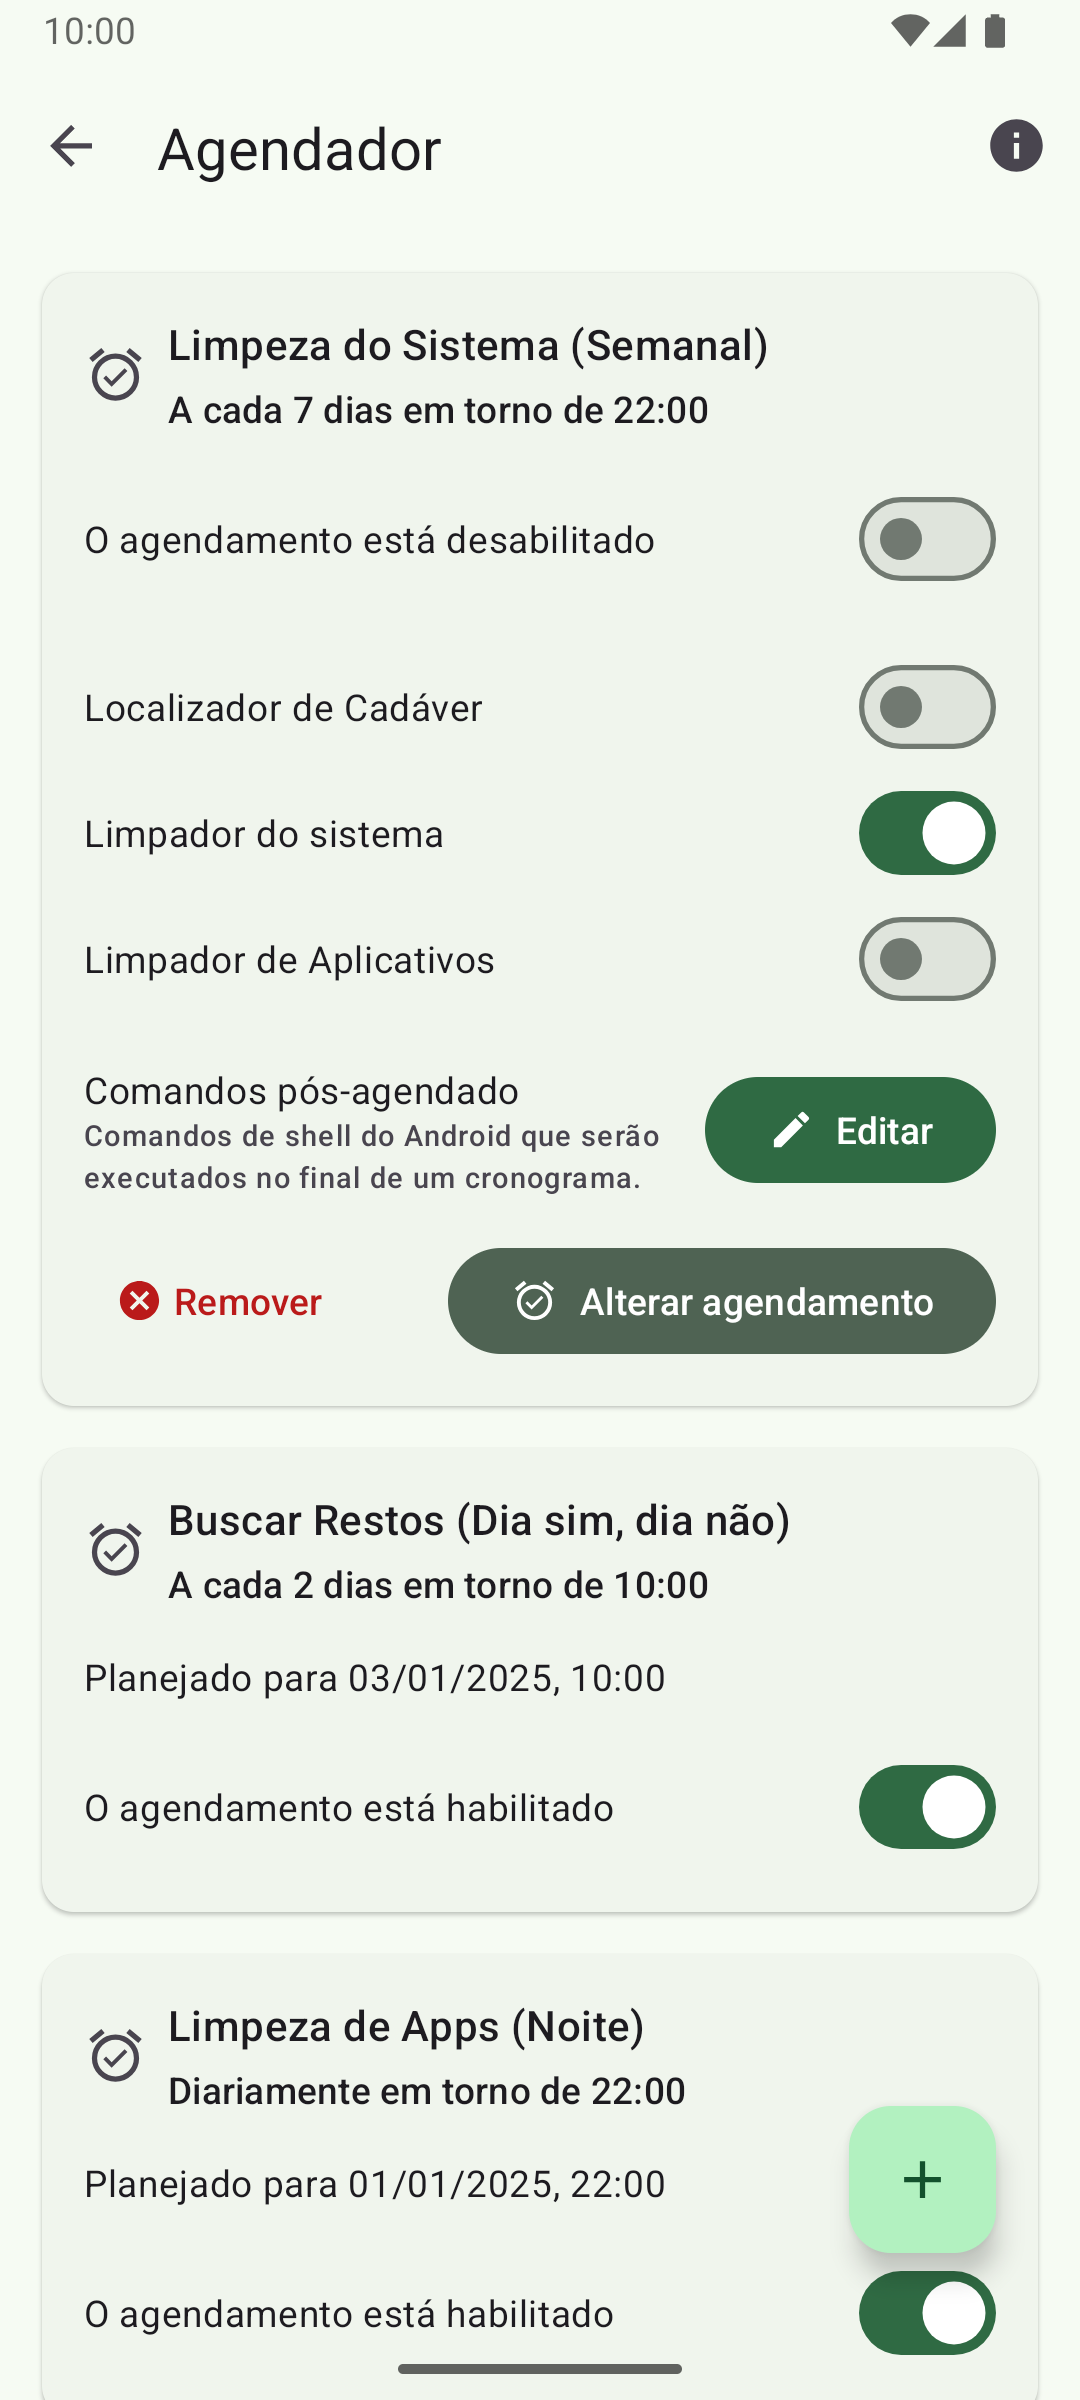 10:00
Agendador
Limpeza do Sistema (Semanal)
A cada 7 dias em torno de 22:00
O agendamento está desabilitado
Localizador de Cadáver
Limpador do sistema
Limpador de Aplicativos
Comandos pós-agendado
Comandos de shell do Android que serão
executados no final de um cronograma.
Editar
Remover
Alterar agendamento
Buscar Restos (Dia sim, dia não)
A cada 2 dias em torno de 10:00
Planejado para 03/01/2025, 10:00
O agendamento está habilitado
Limpeza de Apps (Noite)
Diariamente em torno de 22:00
Planejado para 01/01/2025, 22:00
O agendamento está habilitado